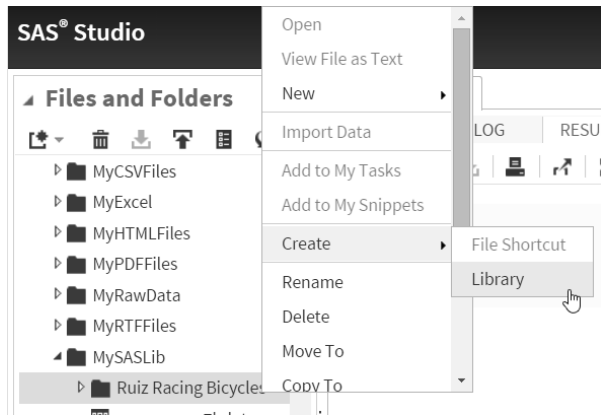 SAS® Studio
Files and Folders
MyCSVFiles
MyExcel
MyHTMLFiles
MyPDFFiles
MyRawData
MyRTFFiles
MySASLib
Ruiz Racing Bicycles
Open
View File as Text
New
Import Data
Add to My Tasks
Add to My Snippets
Create
Rename
Delete
Move To
Copy To
File Shortcut
Library
LOG
RESU